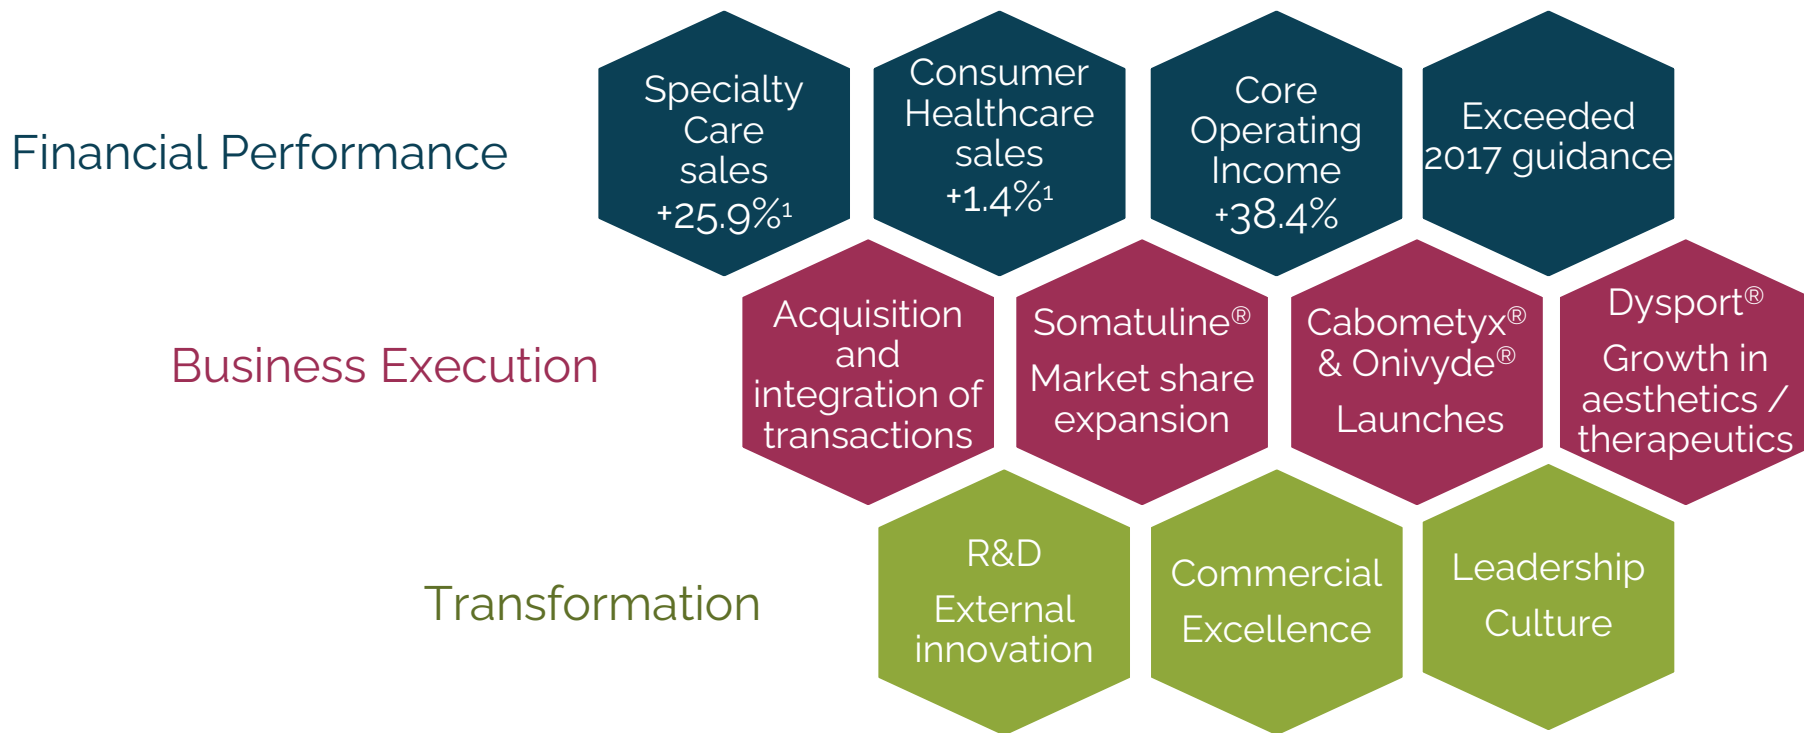 Financial Performance
Specialty
Care
sales
+25.9%¹
Consumer
Healthcare
sales
+1.4%¹
Core
Operating
Income
+38.4%
Exceeded
2017 guidance
Business Execution
Acquisition
and
integration of
transactions
Somatuline®
Market share
expansion
Cabometyx®
& Onivyde®
Launches
Dysport®
Growth in
aesthetics /
therapeutics
Transformation
R&D
External
innovation
Commercial
Excellence
Leadership
Culture